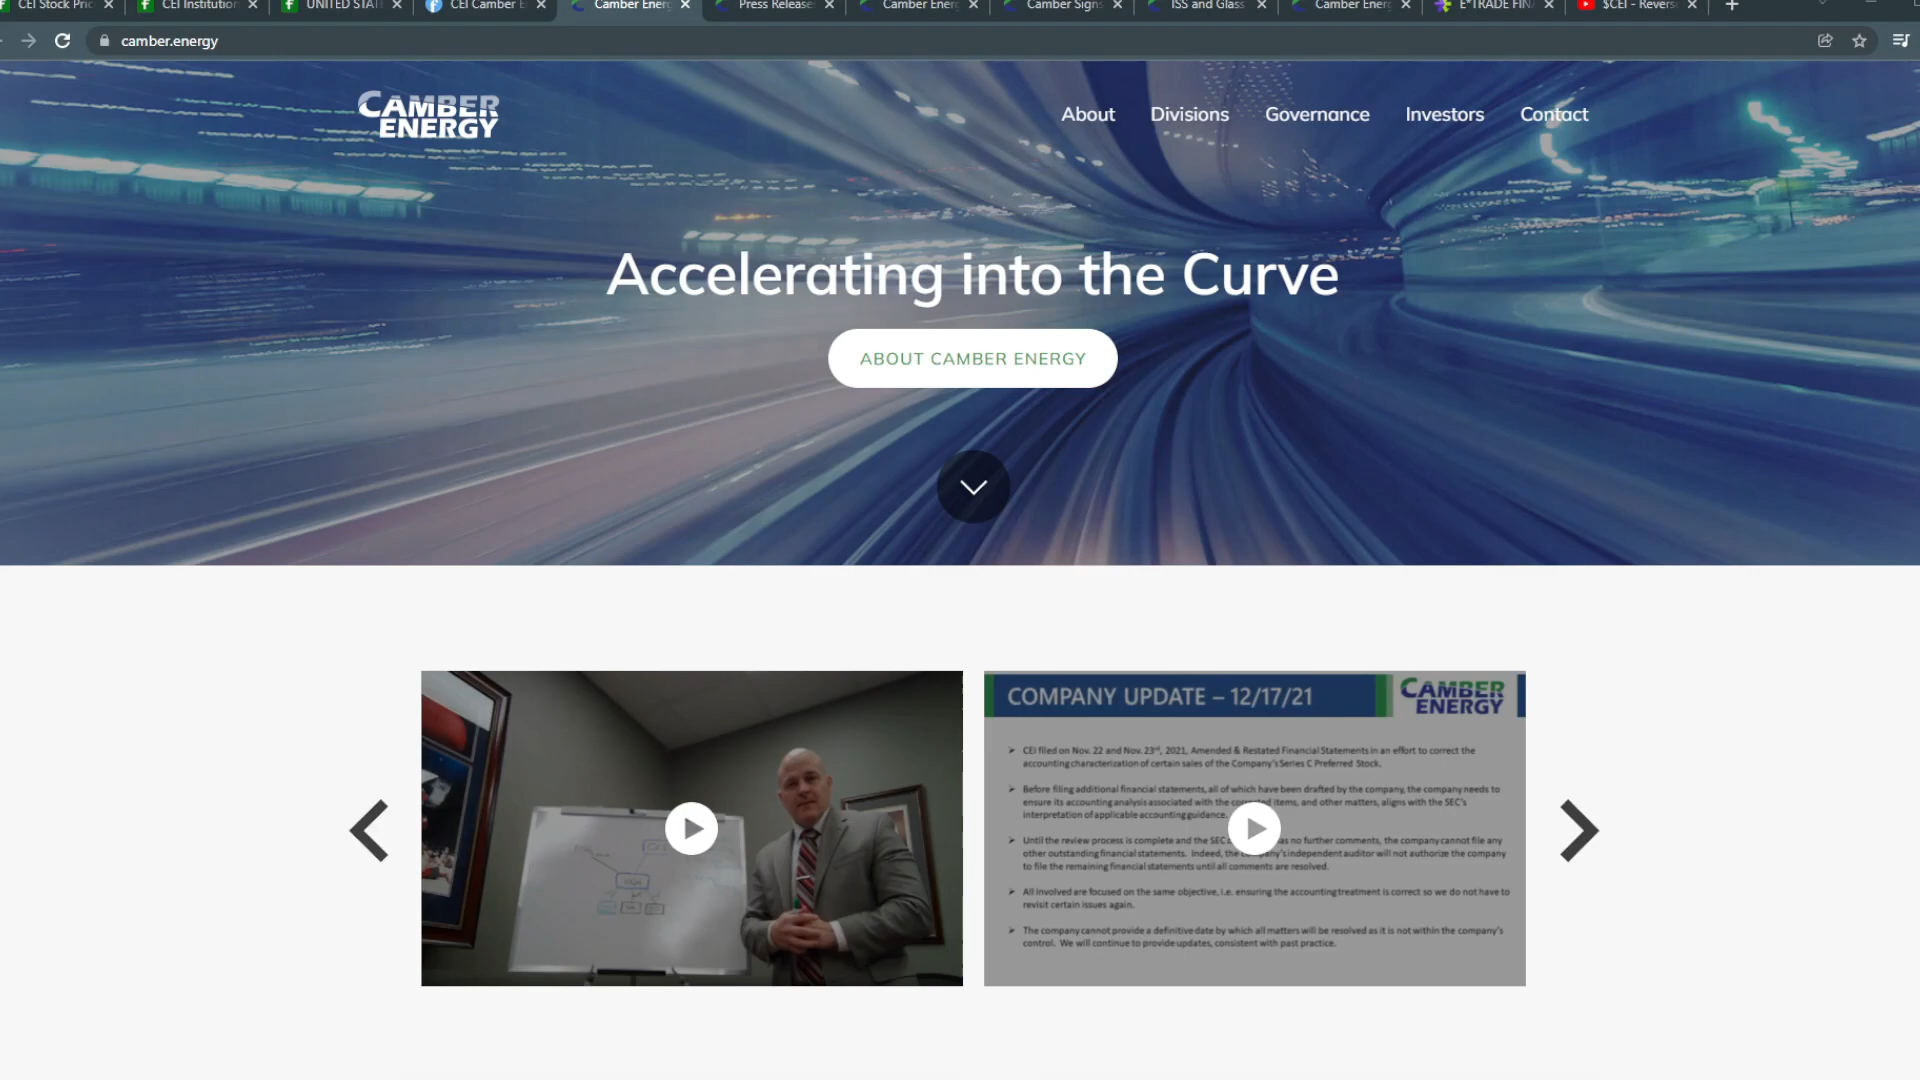 CEI Stock Pric
CEI Institution
UNITED STAT
CEI Camber E
Camber Energ
Press Release
Camber Energ
Camber Signs
ISS and Glass
Camber Energ
E*TRADE FIN
$CEI - Revers
camber.energy
CAMBER
ENERGY
About
Divisions
Governance
Investors
Contact
Accelerating into the Curve
ABOUT CAMBER ENERGY
COMPANY UPDATE – 12/17/21
CAMBER
ENERGY
➢ CEI filed on Nov. 22 and Nov. 23rd, 2021, Amended & Restated Financial Statements in an effort to correct the
accounting characterization of certain sales of the Company's Series C Preferred Stock.
➢ Before filing additional financial statements, all of which have been drafted by the company, the company needs to
ensure its accounting analysis associated with the items, and other matters, aligns with the SEC's
interpretation of applicable accounting guidance.
➢ Until the review process is complete and the SEC as no further comments, the company cannot file any
other outstanding financial statements. Indeed, the independent auditor will not authorize the company
to file the remaining financial statements until all comments are resolved.
➢ All involved are focused on the same objective, i.e. ensuring the accounting treatment is correct so we do not have to
revisit certain issues again.
➢ The company cannot provide a definitive date by which all matters will be resolved as it is not within the company's
control. We will continue to provide updates, consistent with past practice.